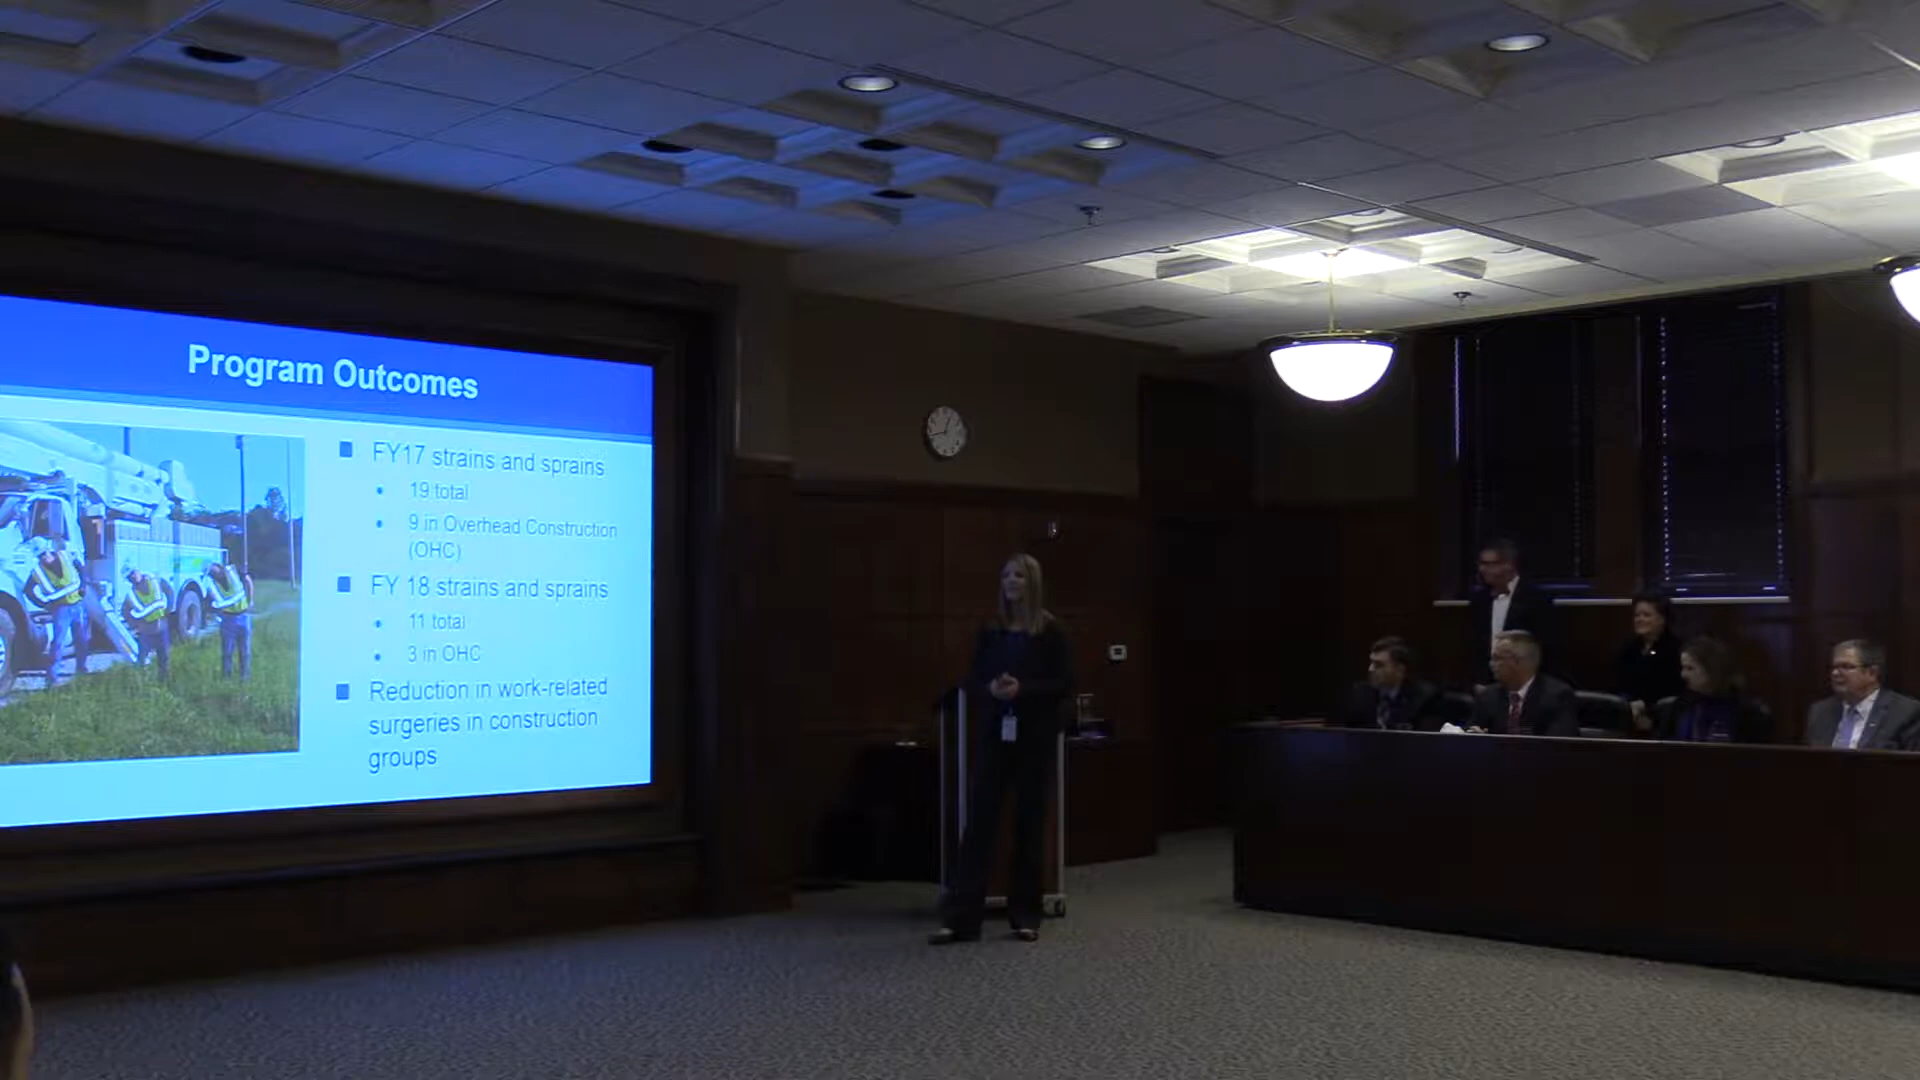 Program Outcomes
FY17 strains and sprains
19 total
9 in Overhead Construction
(OHC)
FY 18 strains and sprains
11 total
3 in OHC
Reduction in work-related
surgeries in construction
groups